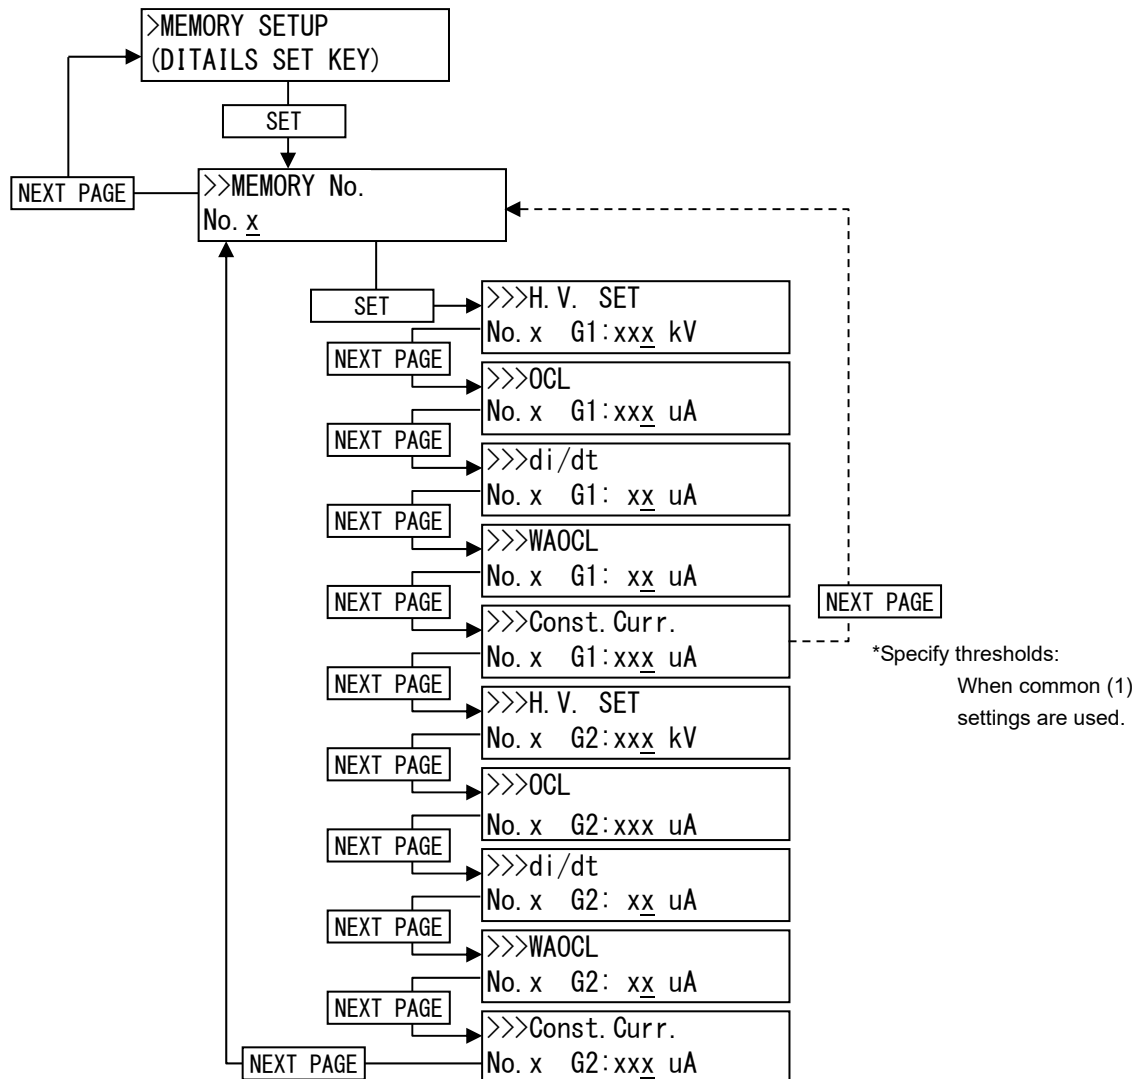 >MEMORY SETUP
(DITAILS SET KEY)
SET
NEXT PAGE
>>MEMORY No.
No. x
SET
>>>H. V. SET
No. x G1:xxx kV
NEXT PAGE
>>>OCL
No. x G1:xxx uA
NEXT PAGE
>>>di/dt
No. x G1: xx uA
NEXT PAGE
>>>WAOCL
No. x G1: xx uA
NEXT PAGE
>>>Const. Curr.
No. x G1:xxx uA
NEXT PAGE
*Specify thresholds:
When common (1)
settings are used.
NEXT PAGE
>>>H. V. SET
No. x G2:xxx kV
NEXT PAGE
>>>OCL
No. x G2:xxx uA
NEXT PAGE
>>>di/dt
No. x G2: xx uA
NEXT PAGE
>>>WAOCL
No. x G2: xx uA
NEXT PAGE
>>>Const. Curr.
No. x G2:xxx uA
NEXT PAGE